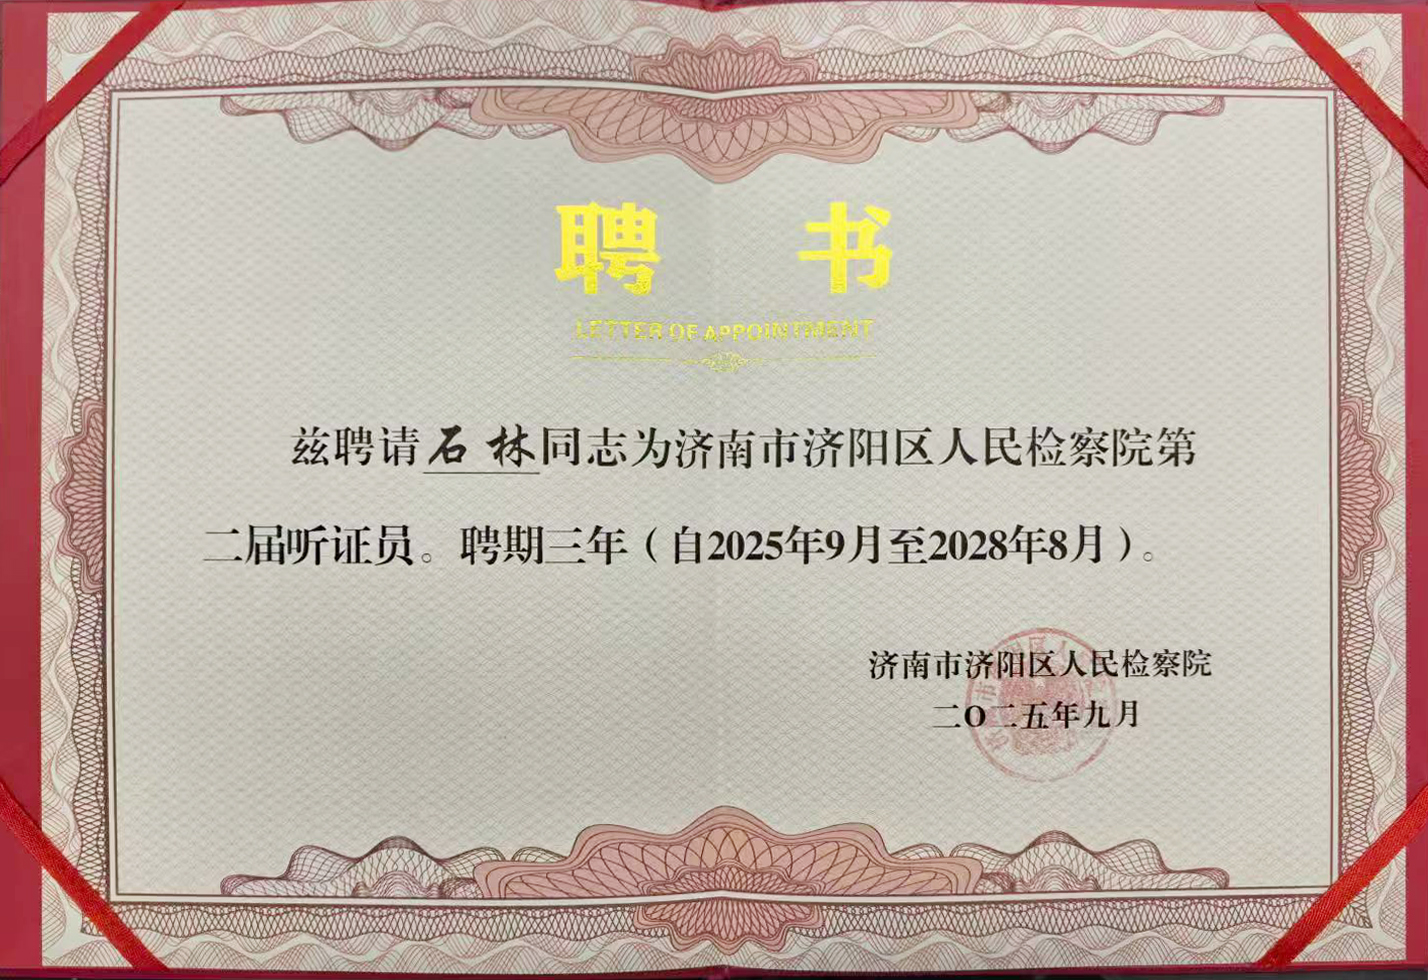 聘书
LETTER OF APPOINTMENT
兹聘请石林同志为济南市济阳区人民检察院第
二届听证员。聘期三年（自2025年9月至2028年8月）。
济南市济阳区人民检察院
二〇二五年九月